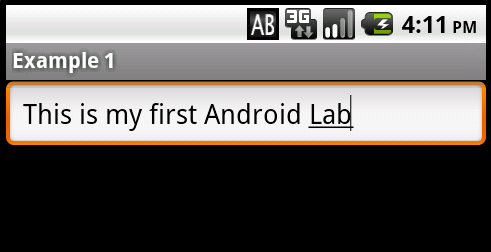 AB 3G 4:11 PM
Example 1
This is my first Android Lab